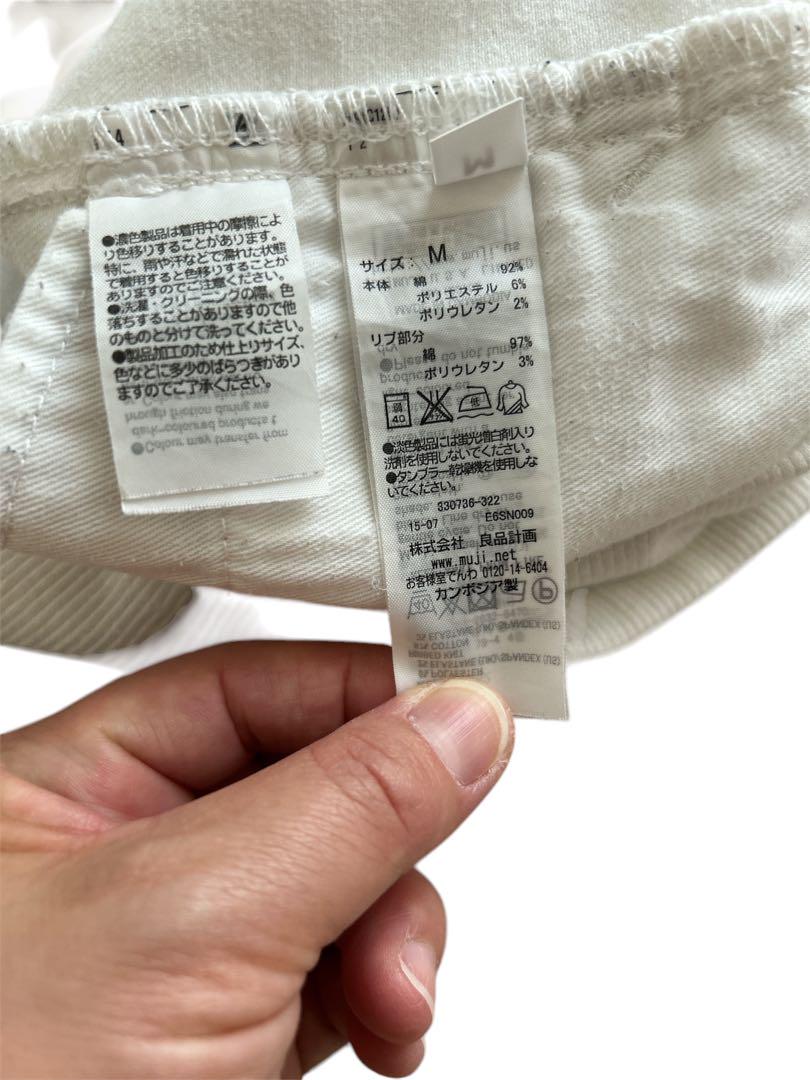 ●濃色製品は着用中の摩擦によ
り色移りすることがあります。
特に、雨や汗などで濡れた状態
で着用すると色移りすることが
ありますのでご注意ください。
●洗濯・クリーニングの際、色
落ちすることがありますので他
のものと分けて洗ってください。
●製品加工のため仕上りサイズ、
色などに多少のばらつきがあり
ますのでご了承ください。
M
サイズ: M
本体 綿 92%
ポリエステル 6%
ポリウレタン 2%
リブ部分
綿 97%
ポリウレタン 3%
弱
40
●淡色製品には蛍光増白剤入り
洗剤を使用しないでください。
●タンブラー乾燥機を使用しな
いでください。
330736-322
15-07 E6SN009
株式会社 良品計画
www.muji.net
お客様室でんわ 0120-14-6404
カンボジア製